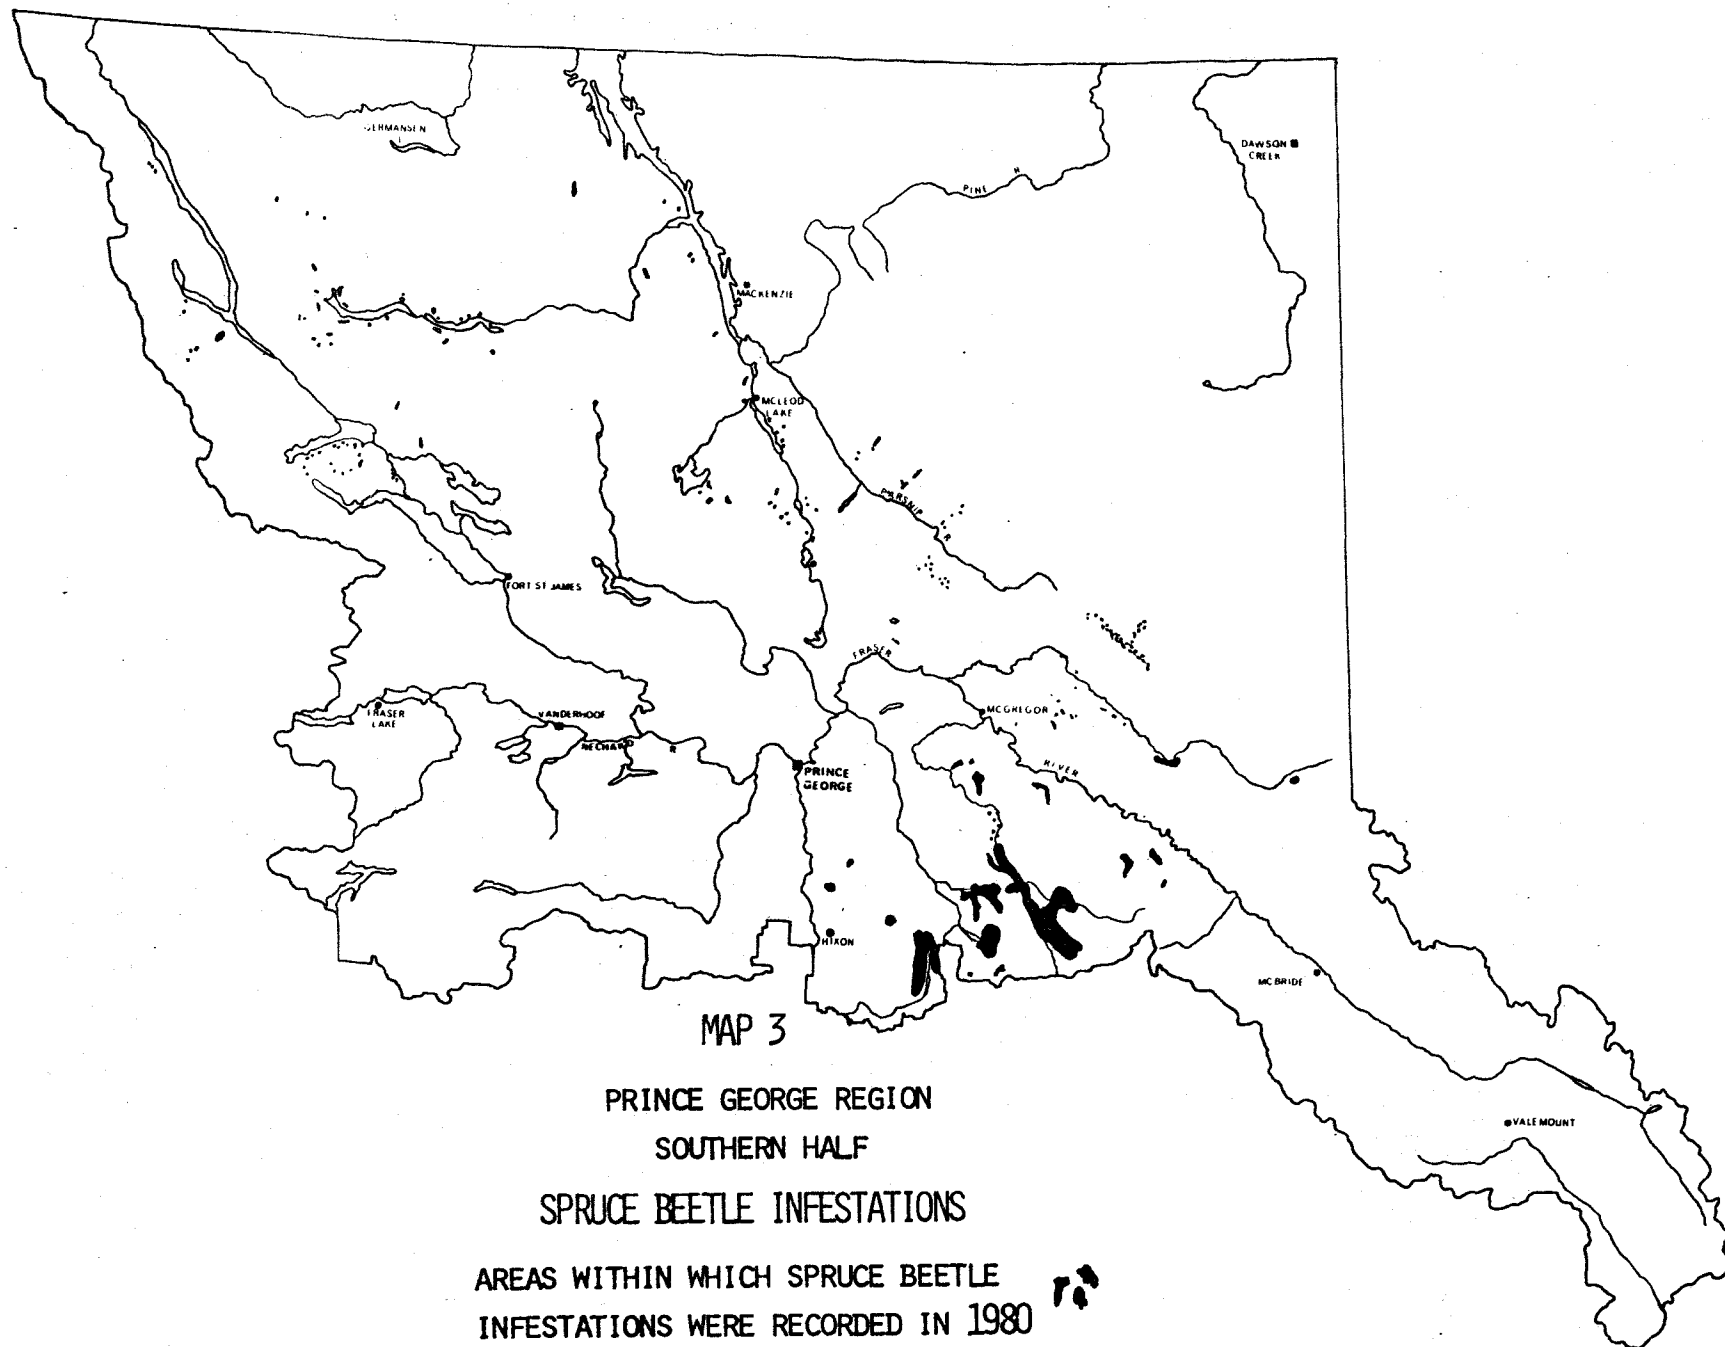 GERMANSEN
L
DAWSON
CREEK
PINE R
MACKENZIE
MCLEOD
LAKE
PARSNIP R
FORT ST JAMES
FRASER
FRASER
LAKE
VANDERHOOF
NECHAKO R
MCGREGOR
RIVER
PRINCE
GEORGE
HIXON
MC BRIDE
VALEMOUNT
MAP 3
PRINCE GEORGE REGION
SOUTHERN HALF
SPRUCE BEETLE INFESTATIONS
AREAS WITHIN WHICH SPRUCE BEETLE
INFESTATIONS WERE RECORDED IN 1980